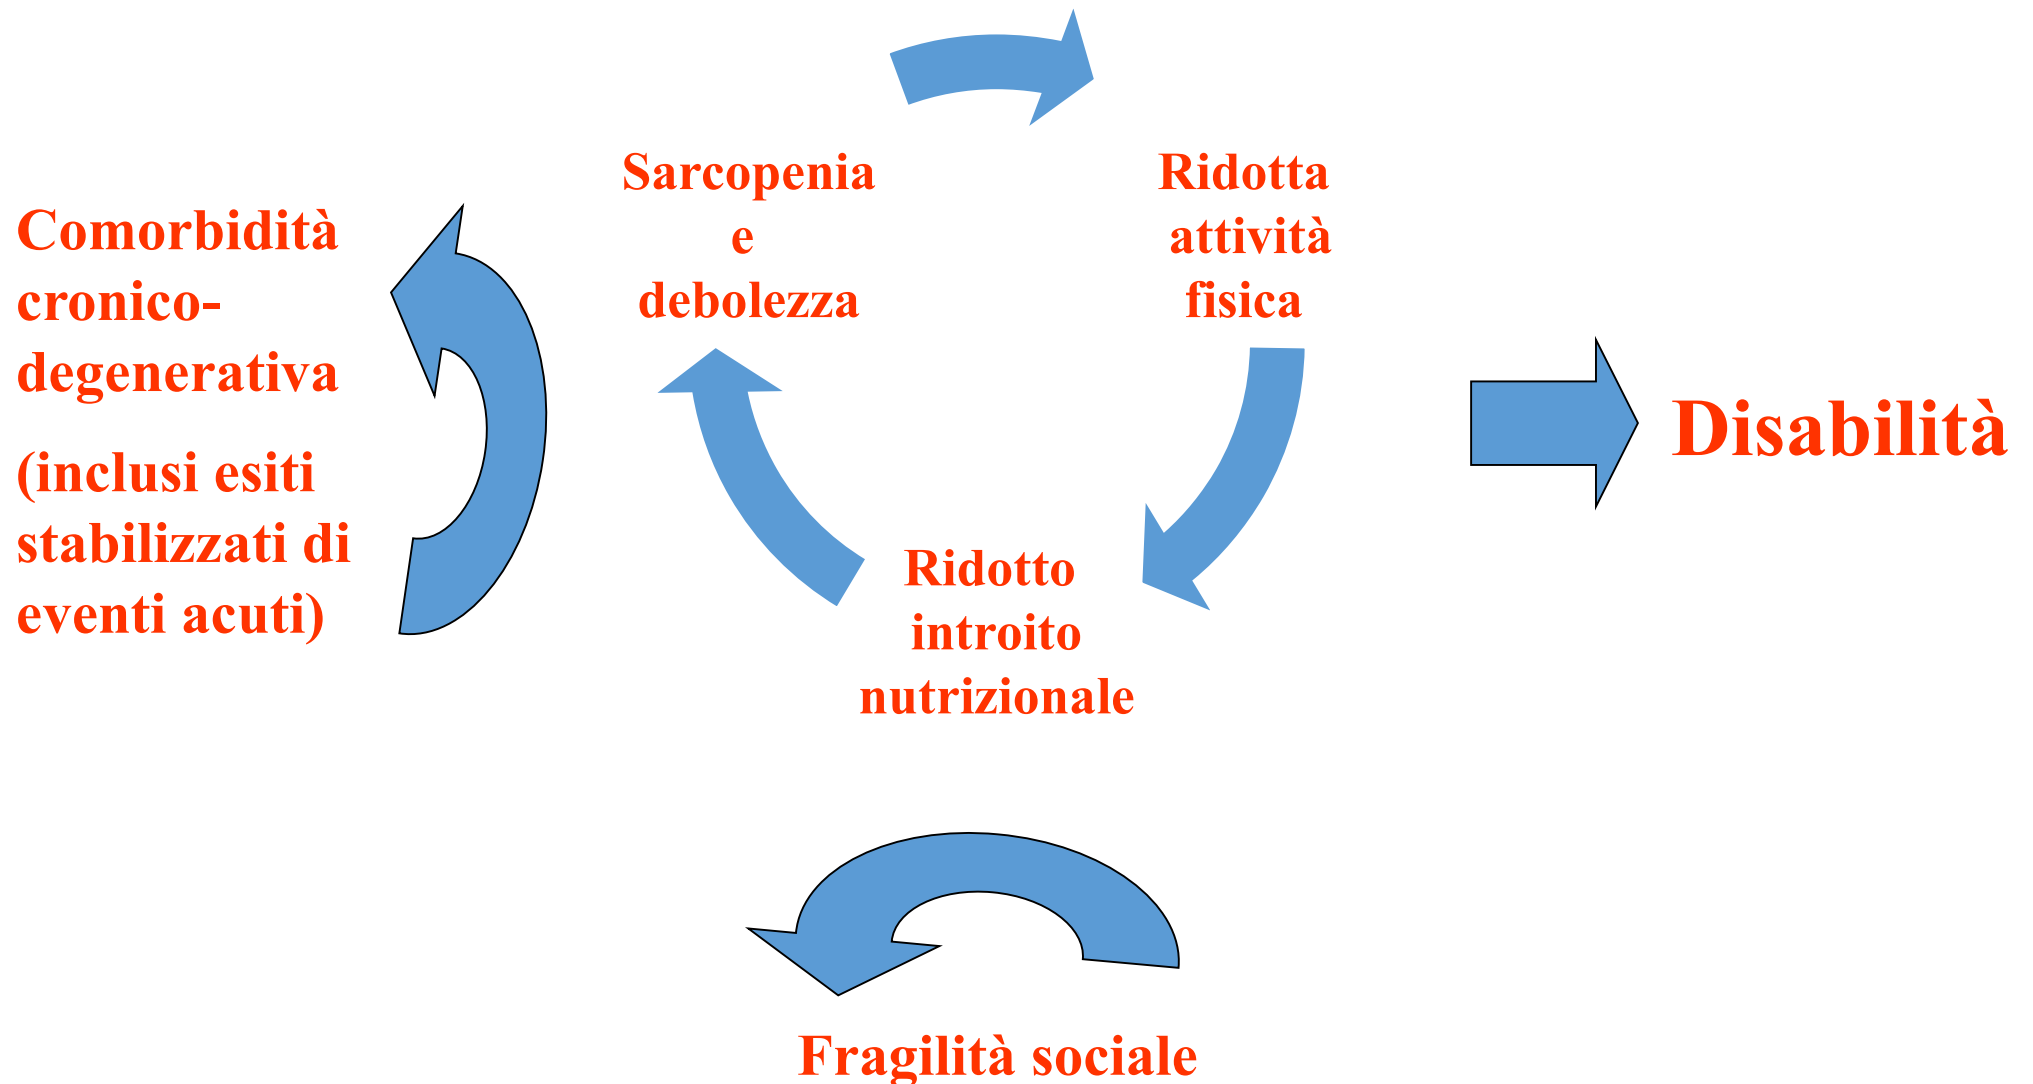 Comorbidità
cronico-
degenerativa
(inclusi esiti
stabilizzati di
eventi acuti)
Sarcopenia
e
debolezza
Ridotta
attività
fisica
Ridotto
introito
nutrizionale
Disabilità
Fragilità sociale